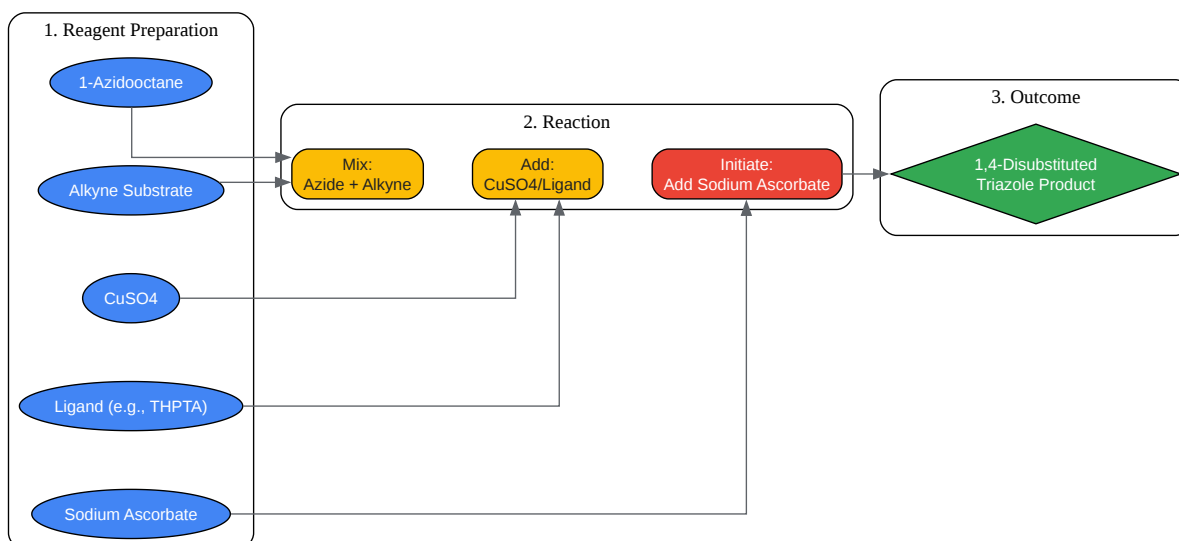 1. Reagent Preparation
1-Azidooctane
Alkyne Substrate
CuSO4
Ligand (e.g., THPTA)
Sodium Ascorbate
2. Reaction
Mix:
Azide + Alkyne
Add:
CuSO4/Ligand
Initiate:
Add Sodium Ascorbate
3. Outcome
1,4-Disubstituted
Triazole Product